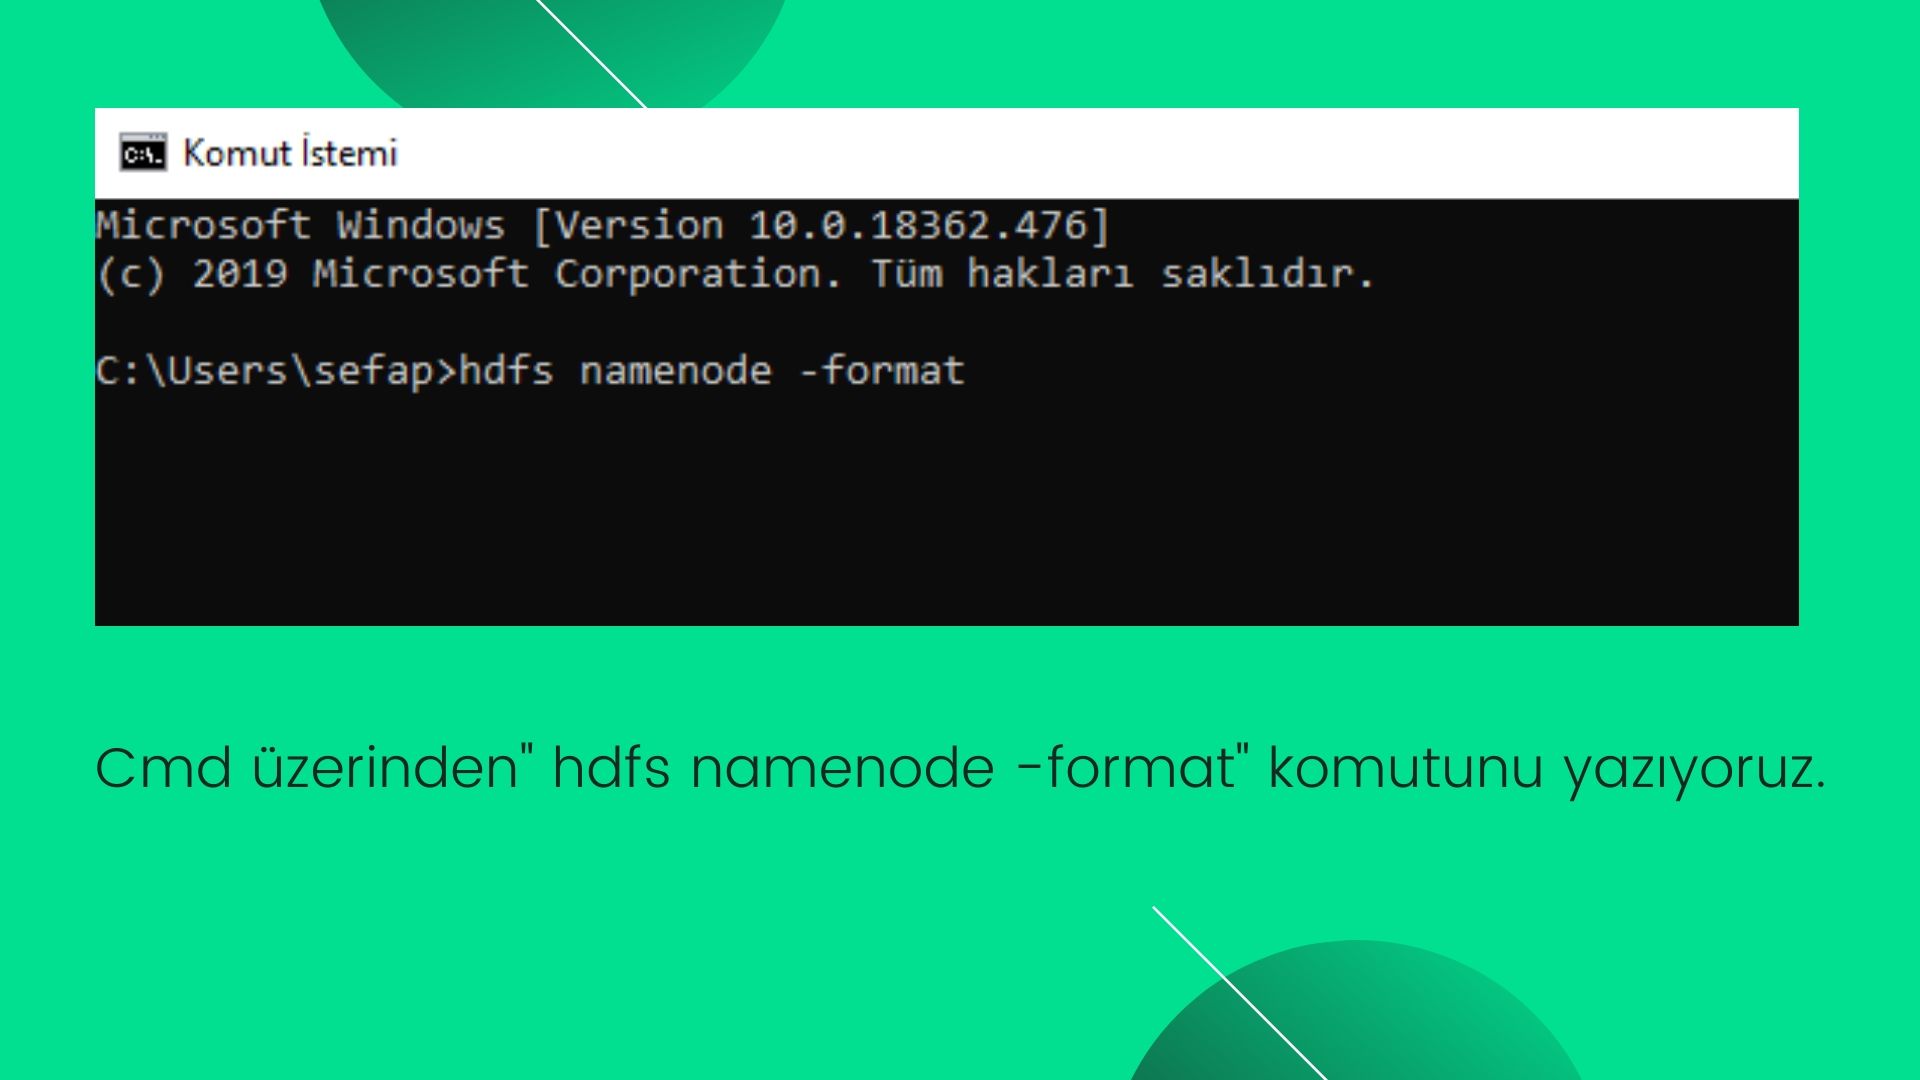 C:\.
Komut İstemi
Microsoft Windows [Version 10.0.18362.476]
(c) 2019 Microsoft Corporation. Tüm hakları saklıdır.
C:\Users\sefap>hdfs namenode -format
Cmd üzerinden" hdfs namenode -format" komutunu yazıyoruz.